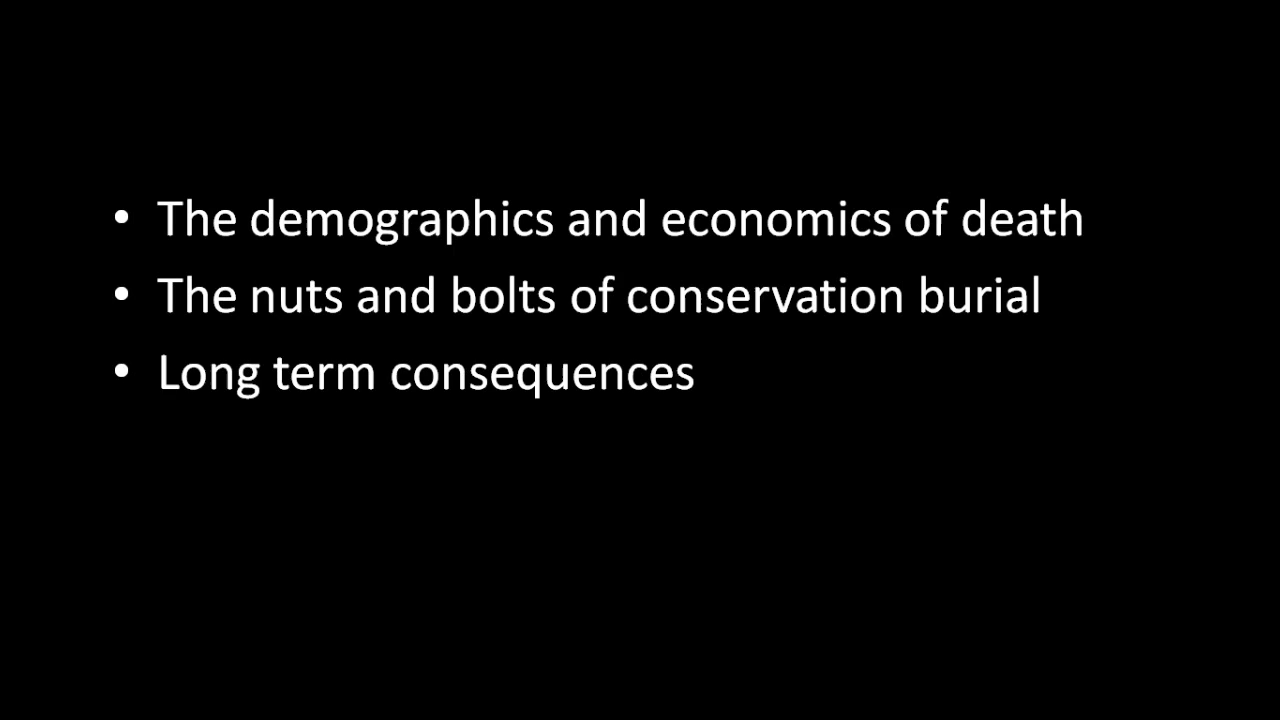 • The demographics and economics of death
• The nuts and bolts of conservation burial
• Long term consequences